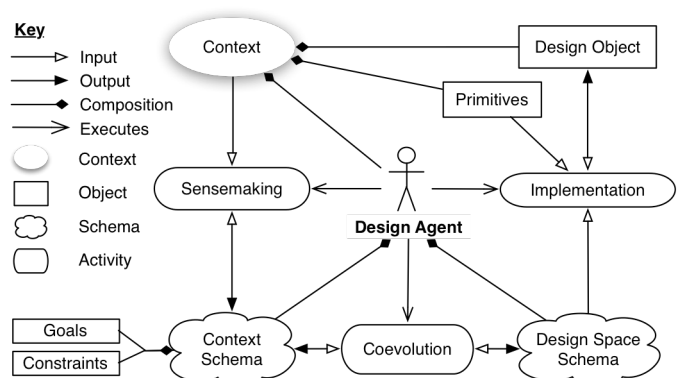 Key
Input
Output
Composition
Executes
Context
Object
Schema
Activity
Context
Design Object
Primitives
Sensemaking
Implementation
Design Agent
Goals
Constraints
Context
Schema
Coevolution
Design Space
Schema